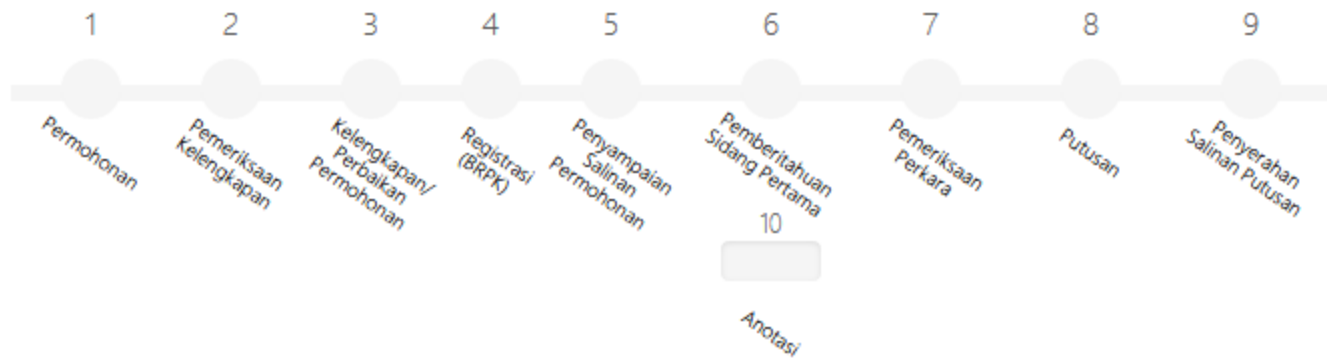 1
2
3
4
5
6
7
8
9
Permohonan
Pemeriksaan
Kelengkapan
Kelengkapan/
Perbaikan
Permohonan
Registrasi
(BRPK)
Penyampaian
Salinan
Permohonan
Pemberitahuan
Sidang Pertama
Pemeriksaan
Perkara
Putusan
Penyerahan
Salinan Putusan
10
Anotasi